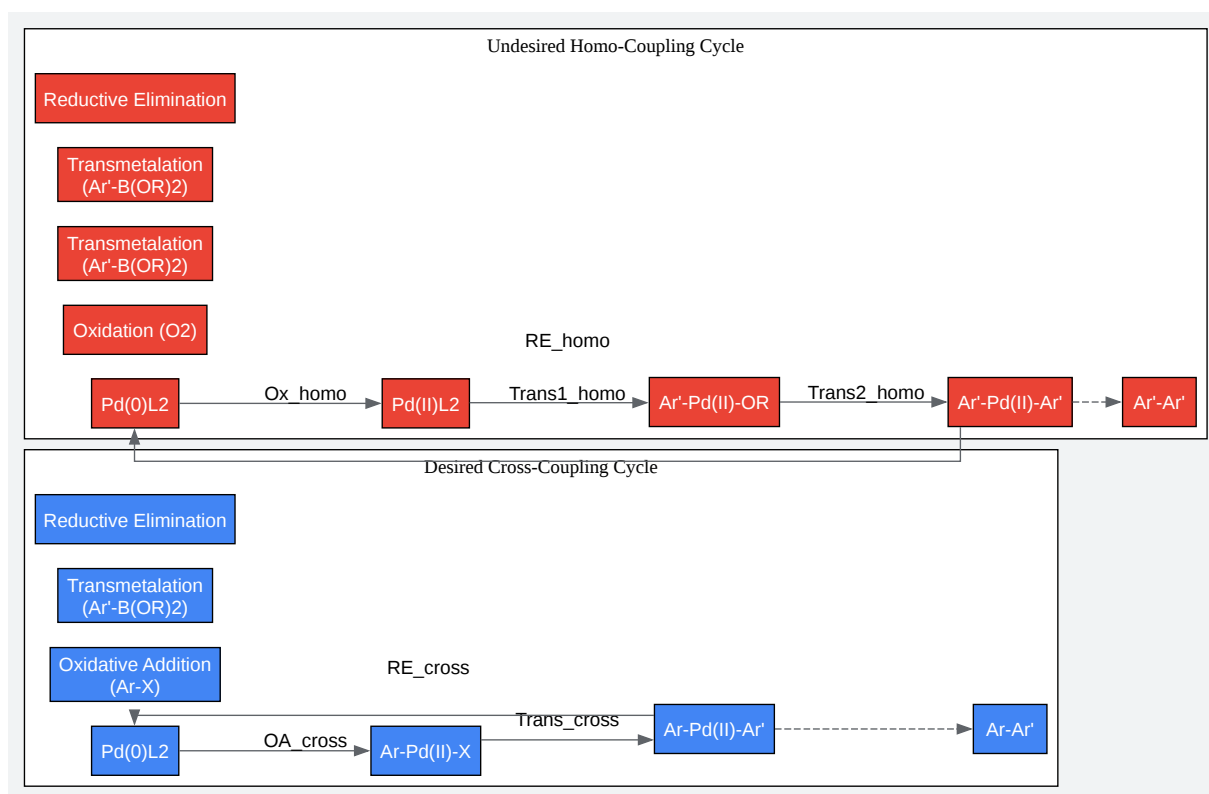 Undesired Homo-Coupling Cycle
Reductive Elimination
Transmetalation
(Ar'-B(OR)2)
Transmetalation
(Ar'-B(OR)2)
Oxidation (O2)
RE_homo
Pd(0)L2
Ox_homo
Pd(II)L2
Trans1_homo
Ar'-Pd(II)-OR
Trans2_homo
Ar'-Pd(II)-Ar'
Ar'-Ar'
Desired Cross-Coupling Cycle
Reductive Elimination
Transmetalation
(Ar'-B(OR)2)
Oxidative Addition
(Ar-X)
RE_cross
Pd(0)L2
OA_cross
Ar-Pd(II)-X
Trans_cross
Ar-Pd(II)-Ar'
Ar-Ar'